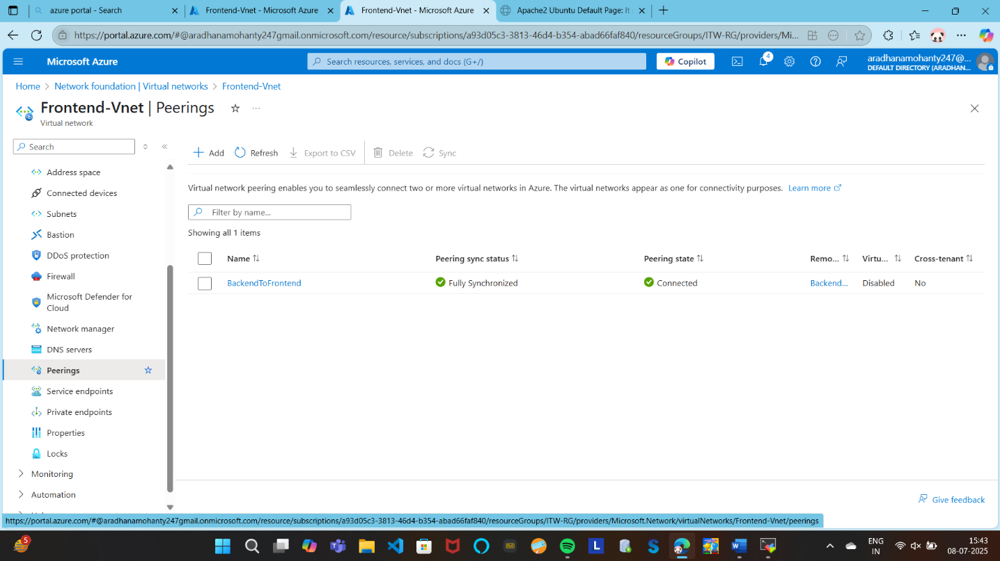 azure portal - Search
Frontend-Vnet - Microsoft Azure
Frontend-Vnet - Microsoft Azure
Apache2 Ubuntu Default Page: It
https://portal.azure.com/#@aradhanamohanty247gmail.onmicrosoft.com/resource/subscriptions/a93d05c3-3813-46d4-b354-abad66faf840/resourceGroups/ITW-RG/providers/Mi...
Microsoft Azure
Search resources, services, and docs (G+/)
Copilot
4
aradhanamohanty247@...
DEFAULT DIRECTORY (ARADHAN...
Home > Network foundation | Virtual networks > Frontend-Vnet
Frontend-Vnet | Peerings
Virtual network
Search
Address space
Connected devices
Subnets
Bastion
DDoS protection
Firewall
Microsoft Defender for
Cloud
Network manager
DNS servers
Peerings
Service endpoints
Private endpoints
Properties
Locks
Monitoring
Automation
Add Refresh Export to CSV Delete Sync
Virtual network peering enables you to seamlessly connect two or more virtual networks in Azure. The virtual networks appear as one for connectivity purposes. Learn more
Filter by name...
Showing all 1 items
Name Peering sync status Peering state Remo... Virtu... Cross-tenant
BackendToFrontend Fully Synchronized Connected Backend... Disabled No
Give feedback
https://portal.azure.com/#@aradhanamohanty247gmail.onmicrosoft.com/resource/subscriptions/a93d05c3-3813-46d4-b354-abad66faf840/resourceGroups/ITW-RG/providers/Microsoft.Network/virtualNetworks/Frontend-Vnet/peerings
5
ENG
IN
15:43
08-07-2025